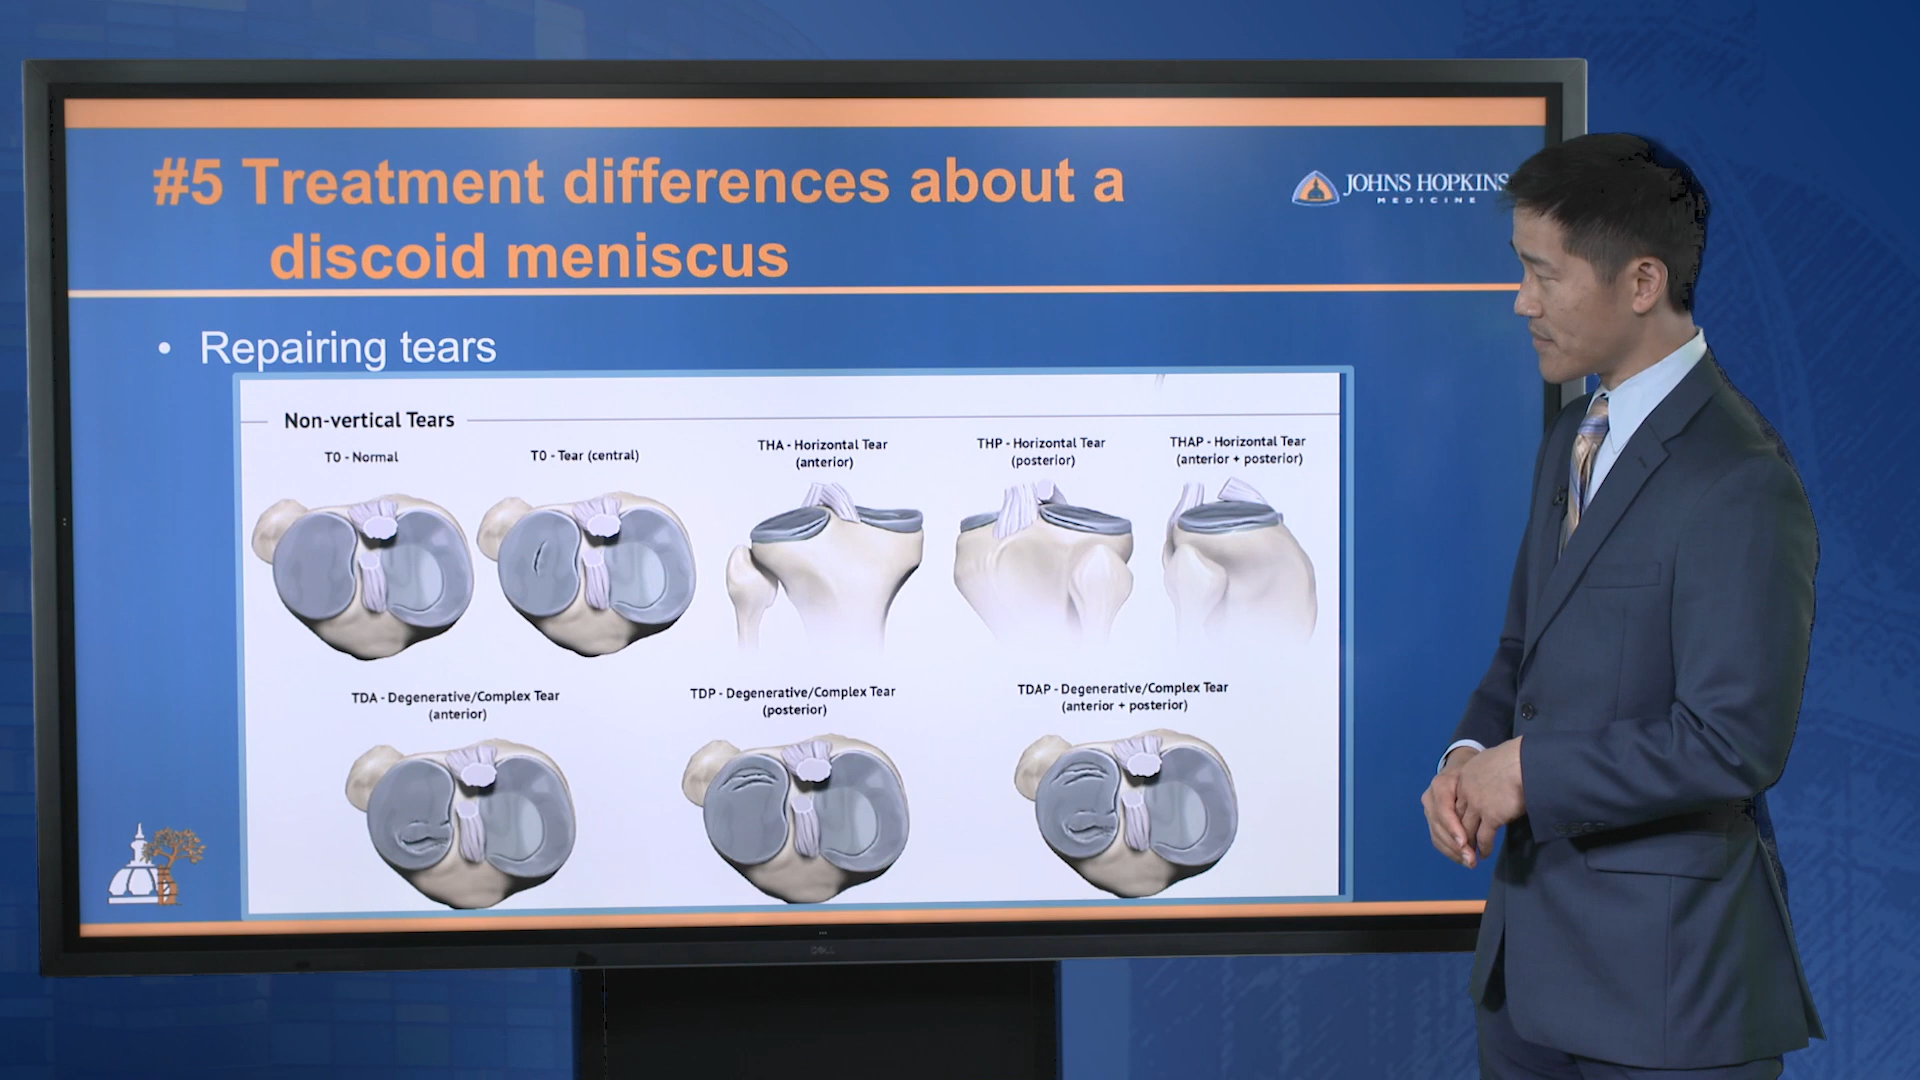 #5 Treatment differences about a
discoid meniscus
JOHNS HOPKINS
MEDICINE
• Repairing tears
Non-vertical Tears
T0 - Normal
T0 - Tear (central)
THA - Horizontal Tear
(anterior)
THP - Horizontal Tear
(posterior)
THAP - Horizontal Tear
(anterior + posterior)
TDA - Degenerative/Complex Tear
(anterior)
TDP - Degenerative/Complex Tear
(posterior)
TDAP - Degenerative/Complex Tear
(anterior + posterior)
DELL